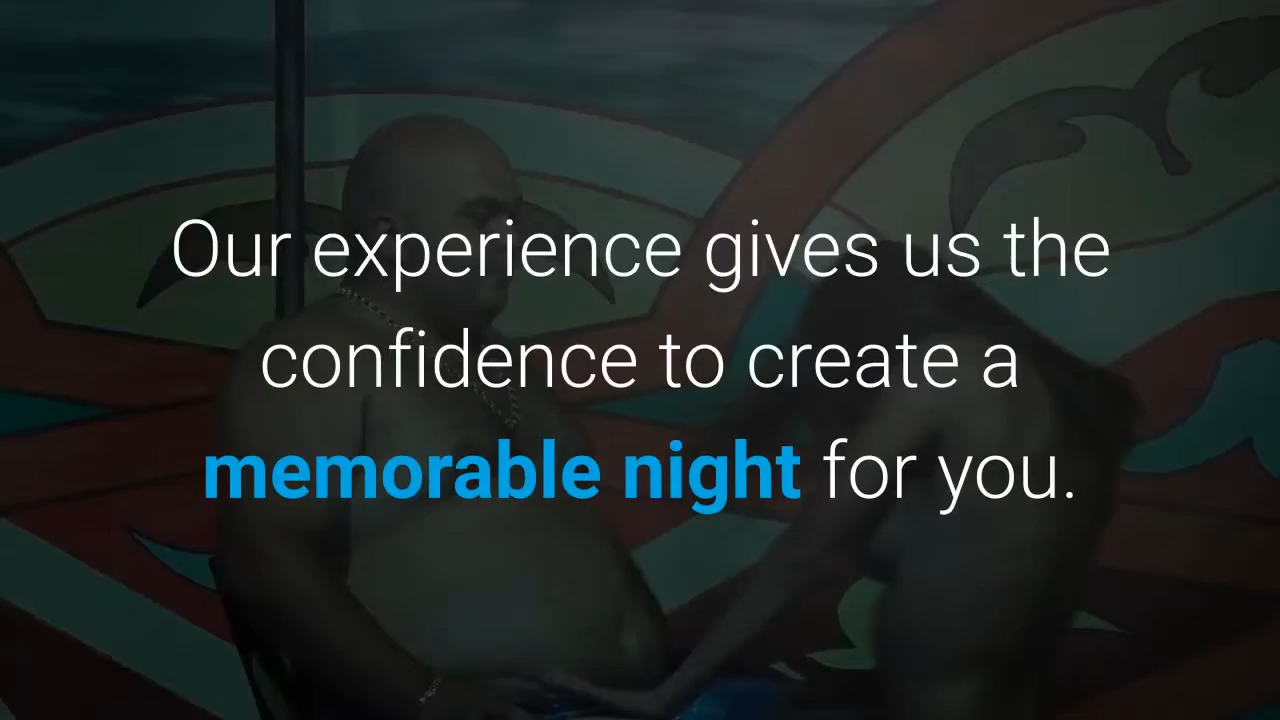 Our experience gives us the
confidence to create a
memorable night for you.